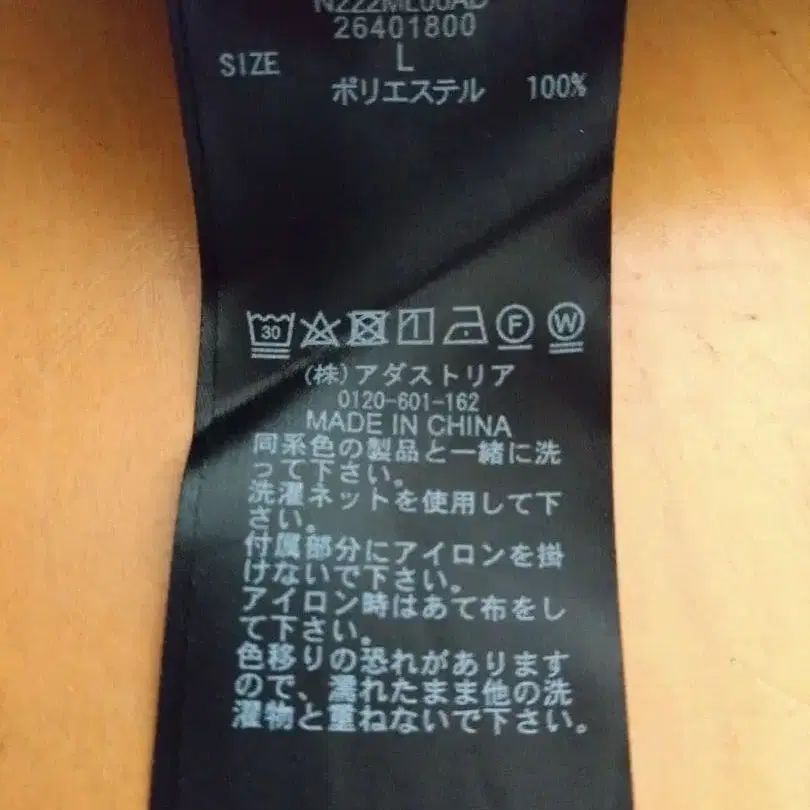 26401800
SIZE L
ポリエステル 100%
30 F W
(株)アダストリア
0120-601-162
MADE IN CHINA
同系色の製品と一緒に洗
って下さい。
洗濯ネットを使用して下
さい。
付属部分にアイロンを掛
けないで下さい。
アイロン時はあて布をし
て下さい。
色移りの恐れがあります
ので、濡れたまま他の洗
濯物と重ねないで下さい。